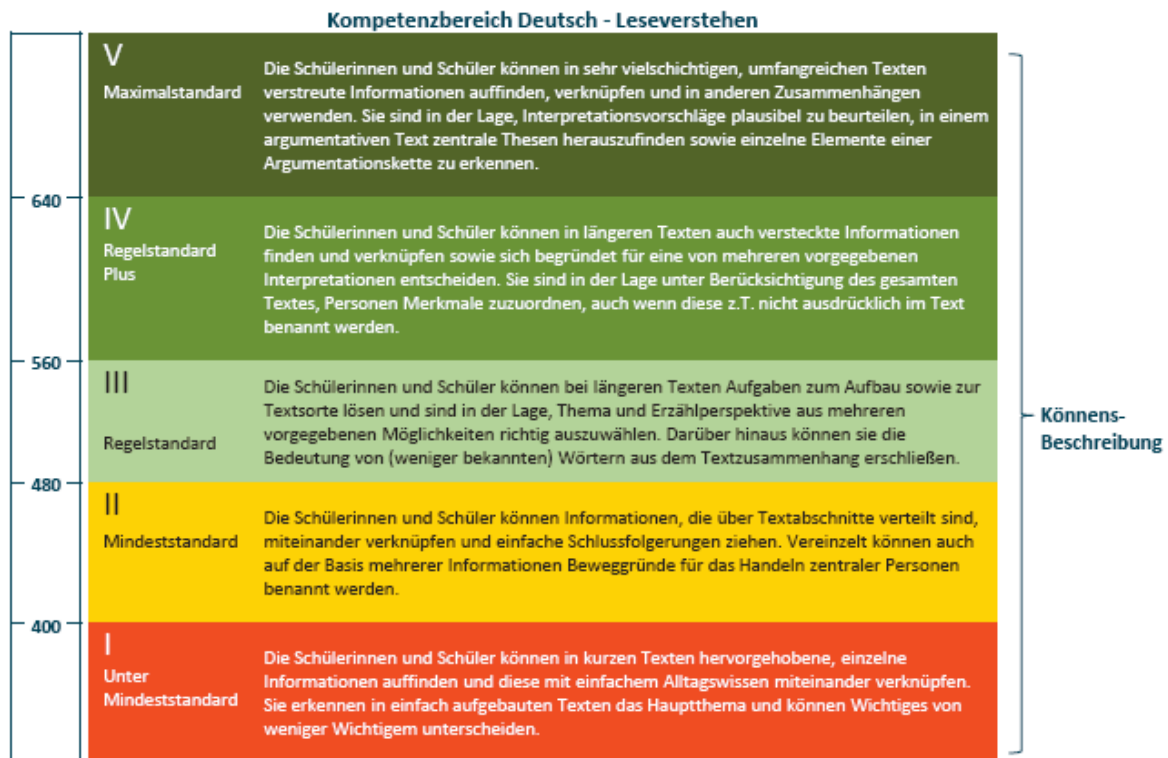 Kompetenzbereich Deutsch - Leseverstehen
V
Maximalstandard
Die Schülerinnen und Schüler können in sehr vielschichtigen, umfangreichen Texten
verstreute Informationen auffinden, verknüpfen und in anderen Zusammenhängen
verwenden. Sie sind in der Lage, Interpretationsvorschläge plausibel zu beurteilen, in einem
argumentativen Text zentrale Thesen herauszufinden sowie einzelne Elemente einer
Argumentationskette zu erkennen.
640
IV
Regelstandard
Plus
Die Schülerinnen und Schüler können in längeren Texten auch versteckte Informationen
finden und verknüpfen sowie sich begründet für eine von mehreren vorgegebenen
Interpretationen entscheiden. Sie sind in der Lage unter Berücksichtigung des gesamten
Textes, Personen Merkmale zuzuordnen, auch wenn diese z.T. nicht ausdrücklich im Text
benannt werden.
560
III
Regelstandard
Die Schülerinnen und Schüler können bei längeren Texten Aufgaben zum Aufbau sowie zur
Textsorte lösen und sind in der Lage, Thema und Erzählperspektive aus mehreren
vorgegebenen Möglichkeiten richtig auszuwählen. Darüber hinaus können sie die
Bedeutung von (weniger bekannten) Wörtern aus dem Textzusammenhang erschließen.
Könnens-
Beschreibung
480
II
Mindeststandard
Die Schülerinnen und Schüler können Informationen, die über Textabschnitte verteilt sind,
miteinander verknüpfen und einfache Schlussfolgerungen ziehen. Vereinzelt können auch
auf der Basis mehrerer Informationen Beweggründe für das Handeln zentraler Personen
benannt werden.
400
I
Unter
Mindeststandard
Die Schülerinnen und Schüler können in kurzen Texten hervorgehobene, einzelne
Informationen auffinden und diese mit einfachem Alltagswissen miteinander verknüpfen.
Sie erkennen in einfach aufgebauten Texten das Hauptthema und können Wichtiges von
weniger Wichtigem unterscheiden.